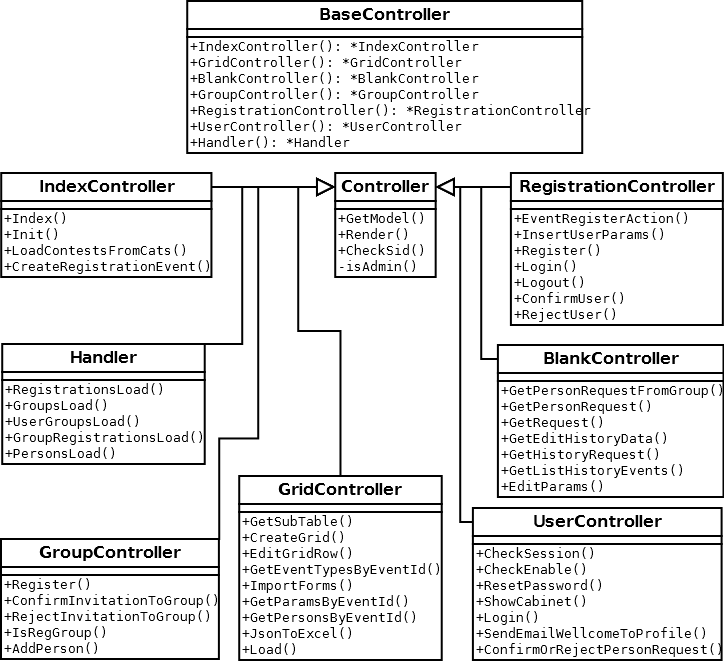 BaseController
+IndexController(): *IndexController
+GridController(): *GridController
+BlankController(): *BlankController
+GroupController(): *GroupController
+RegistrationController(): *RegistrationController
+UserController(): *UserController
+Handler(): *Handler
IndexController
+Index()
+Init()
+LoadContestsFromCats()
+CreateRegistrationEvent()
Controller
+GetModel()
+Render()
+CheckSid()
-isAdmin()
RegistrationController
+EventRegisterAction()
+InsertUserParams()
+Register()
+Login()
+Logout()
+ConfirmUser()
+RejectUser()
Handler
+RegistrationsLoad()
+GroupsLoad()
+UserGroupsLoad()
+GroupRegistrationsLoad()
+PersonsLoad()
BlankController
+GetPersonRequestFromGroup()
+GetPersonRequest()
+GetRequest()
+GetEditHistoryData()
+GetHistoryRequest()
+GetListHistoryEvents()
+EditParams()
GridController
+GetSubTable()
+CreateGrid()
+EditGridRow()
+GetEventTypesByEventId()
+ImportForms()
+GetParamsByEventId()
+GetPersonsByEventId()
+JsonToExcel()
+Load()
UserController
+CheckSession()
+CheckEnable()
+ResetPassword()
+ShowCabinet()
+Login()
+SendEmailWellcomeToProfile()
+ConfirmOrRejectPersonRequest()
GroupController
+Register()
+ConfirmInvitationToGroup()
+RejectInvitationToGroup()
+IsRegGroup()
+AddPerson()